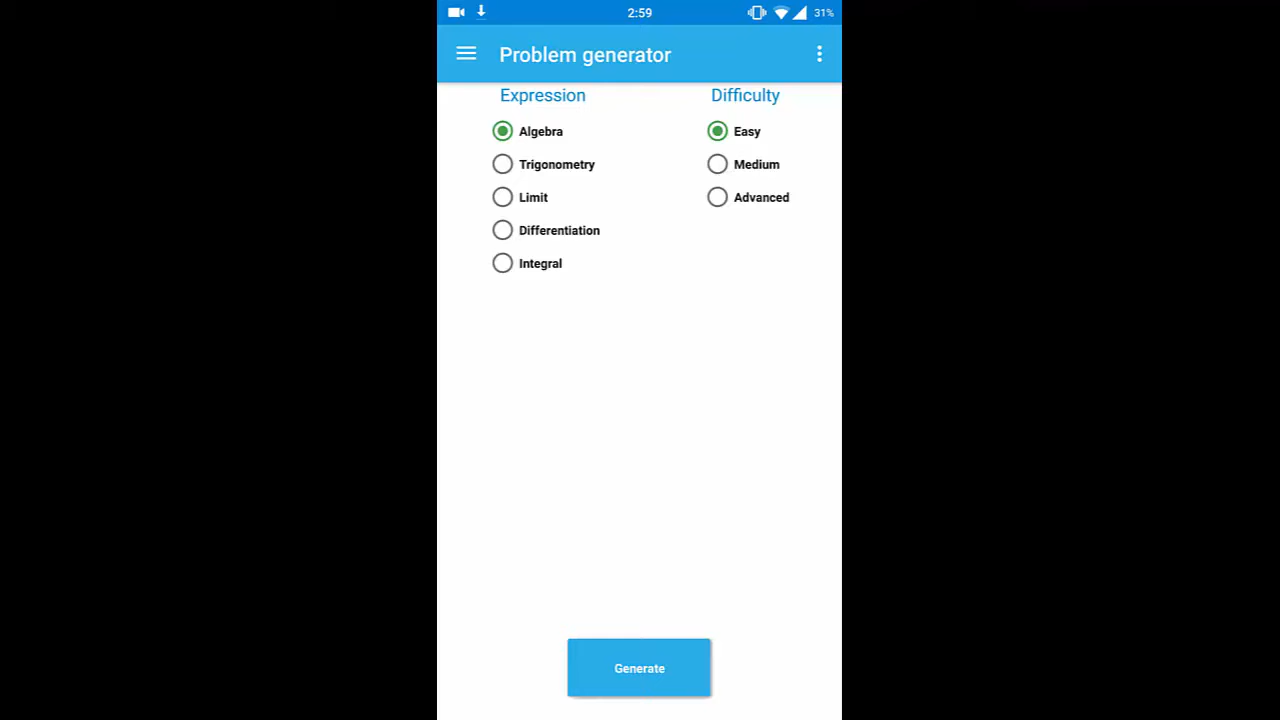 2:59
31%
Problem generator
Expression
Difficulty
Algebra
Easy
Trigonometry
Medium
Limit
Advanced
Differentiation
Integral
Generate